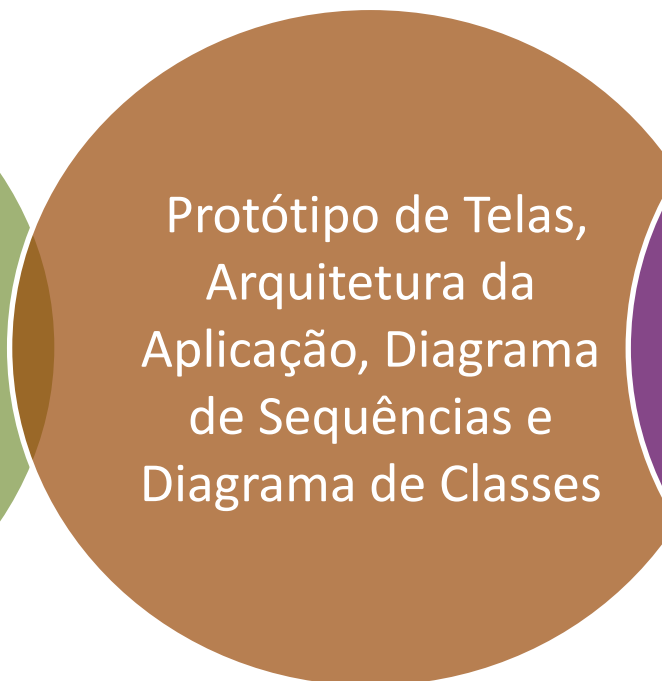 Protótipo de Telas,
Arquitetura da
Aplicação, Diagrama
de Sequências e
Diagrama de Classes